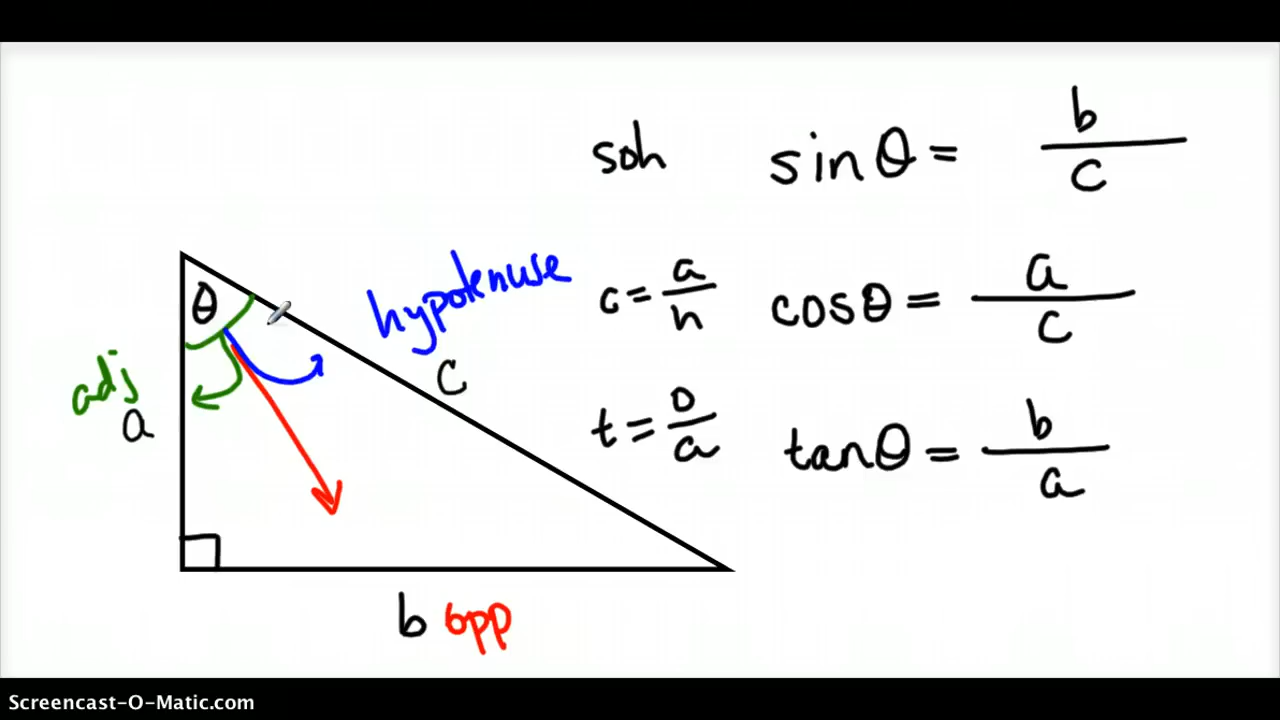 soh sinθ = b/c
θ
hypotenuse
c = a/h cosθ = a/c
adj
a
c
t = o/a tanθ = b/a
b opp
Screencast-O-Matic.com